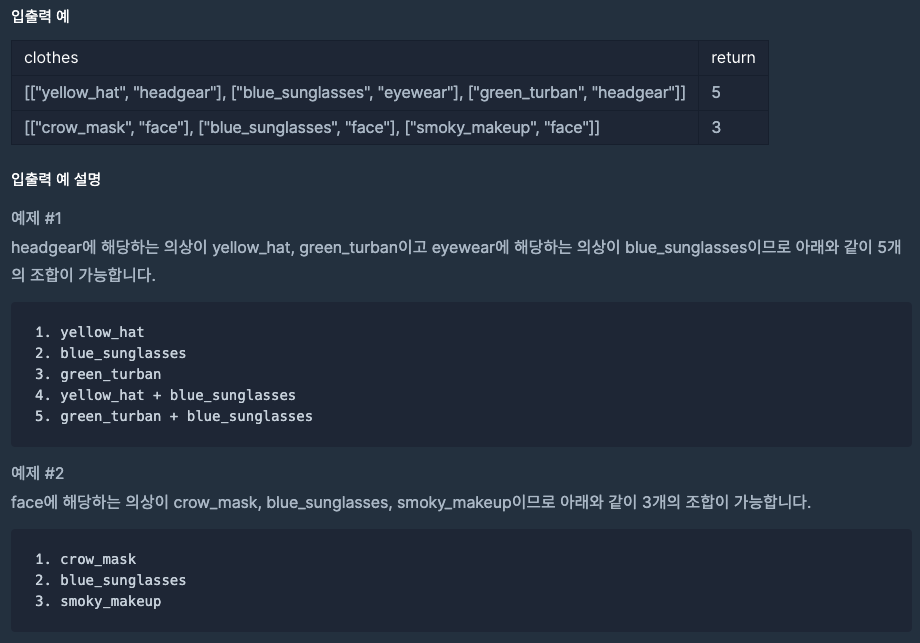 입출력 예
clothes return
[["yellow_hat", "headgear"], ["blue_sunglasses", "eyewear"], ["green_turban", "headgear"]] 5
[["crow_mask", "face"], ["blue_sunglasses", "face"], ["smoky_makeup", "face"]] 3
입출력 예 설명
예제 #1
headgear에 해당하는 의상이 yellow_hat, green_turban이고 eyewear에 해당하는 의상이 blue_sunglasses이므로 아래와 같이 5개
의 조합이 가능합니다.
1. yellow_hat
2. blue_sunglasses
3. green_turban
4. yellow_hat + blue_sunglasses
5. green_turban + blue_sunglasses
예제 #2
face에 해당하는 의상이 crow_mask, blue_sunglasses, smoky_makeup이므로 아래와 같이 3개의 조합이 가능합니다.
1. crow_mask
2. blue_sunglasses
3. smoky_makeup